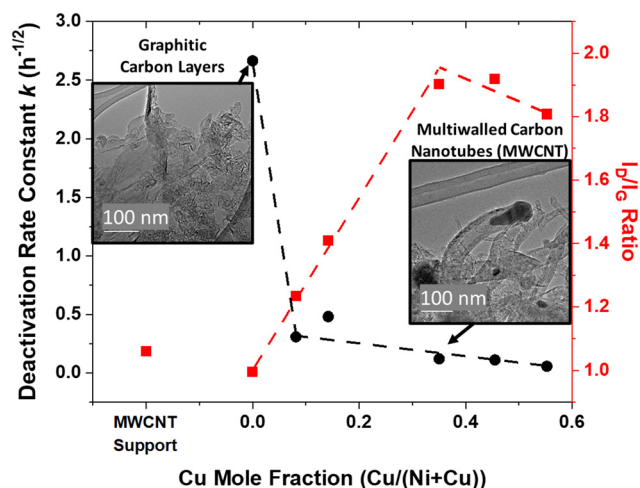 Graphitic
Carbon Layers
Multiwalled Carbon
Nanotubes (MWCNT)
100 nm
100 nm
Deactivation Rate Constant k (h⁻¹/²)
3.0
2.5
2.0
1.5
1.0
0.5
0.0
I_D/I_G Ratio
2.0
1.8
1.6
1.4
1.2
1.0
MWCNT
Support
0.0
0.2
0.4
0.6
Cu Mole Fraction (Cu/(Ni+Cu))